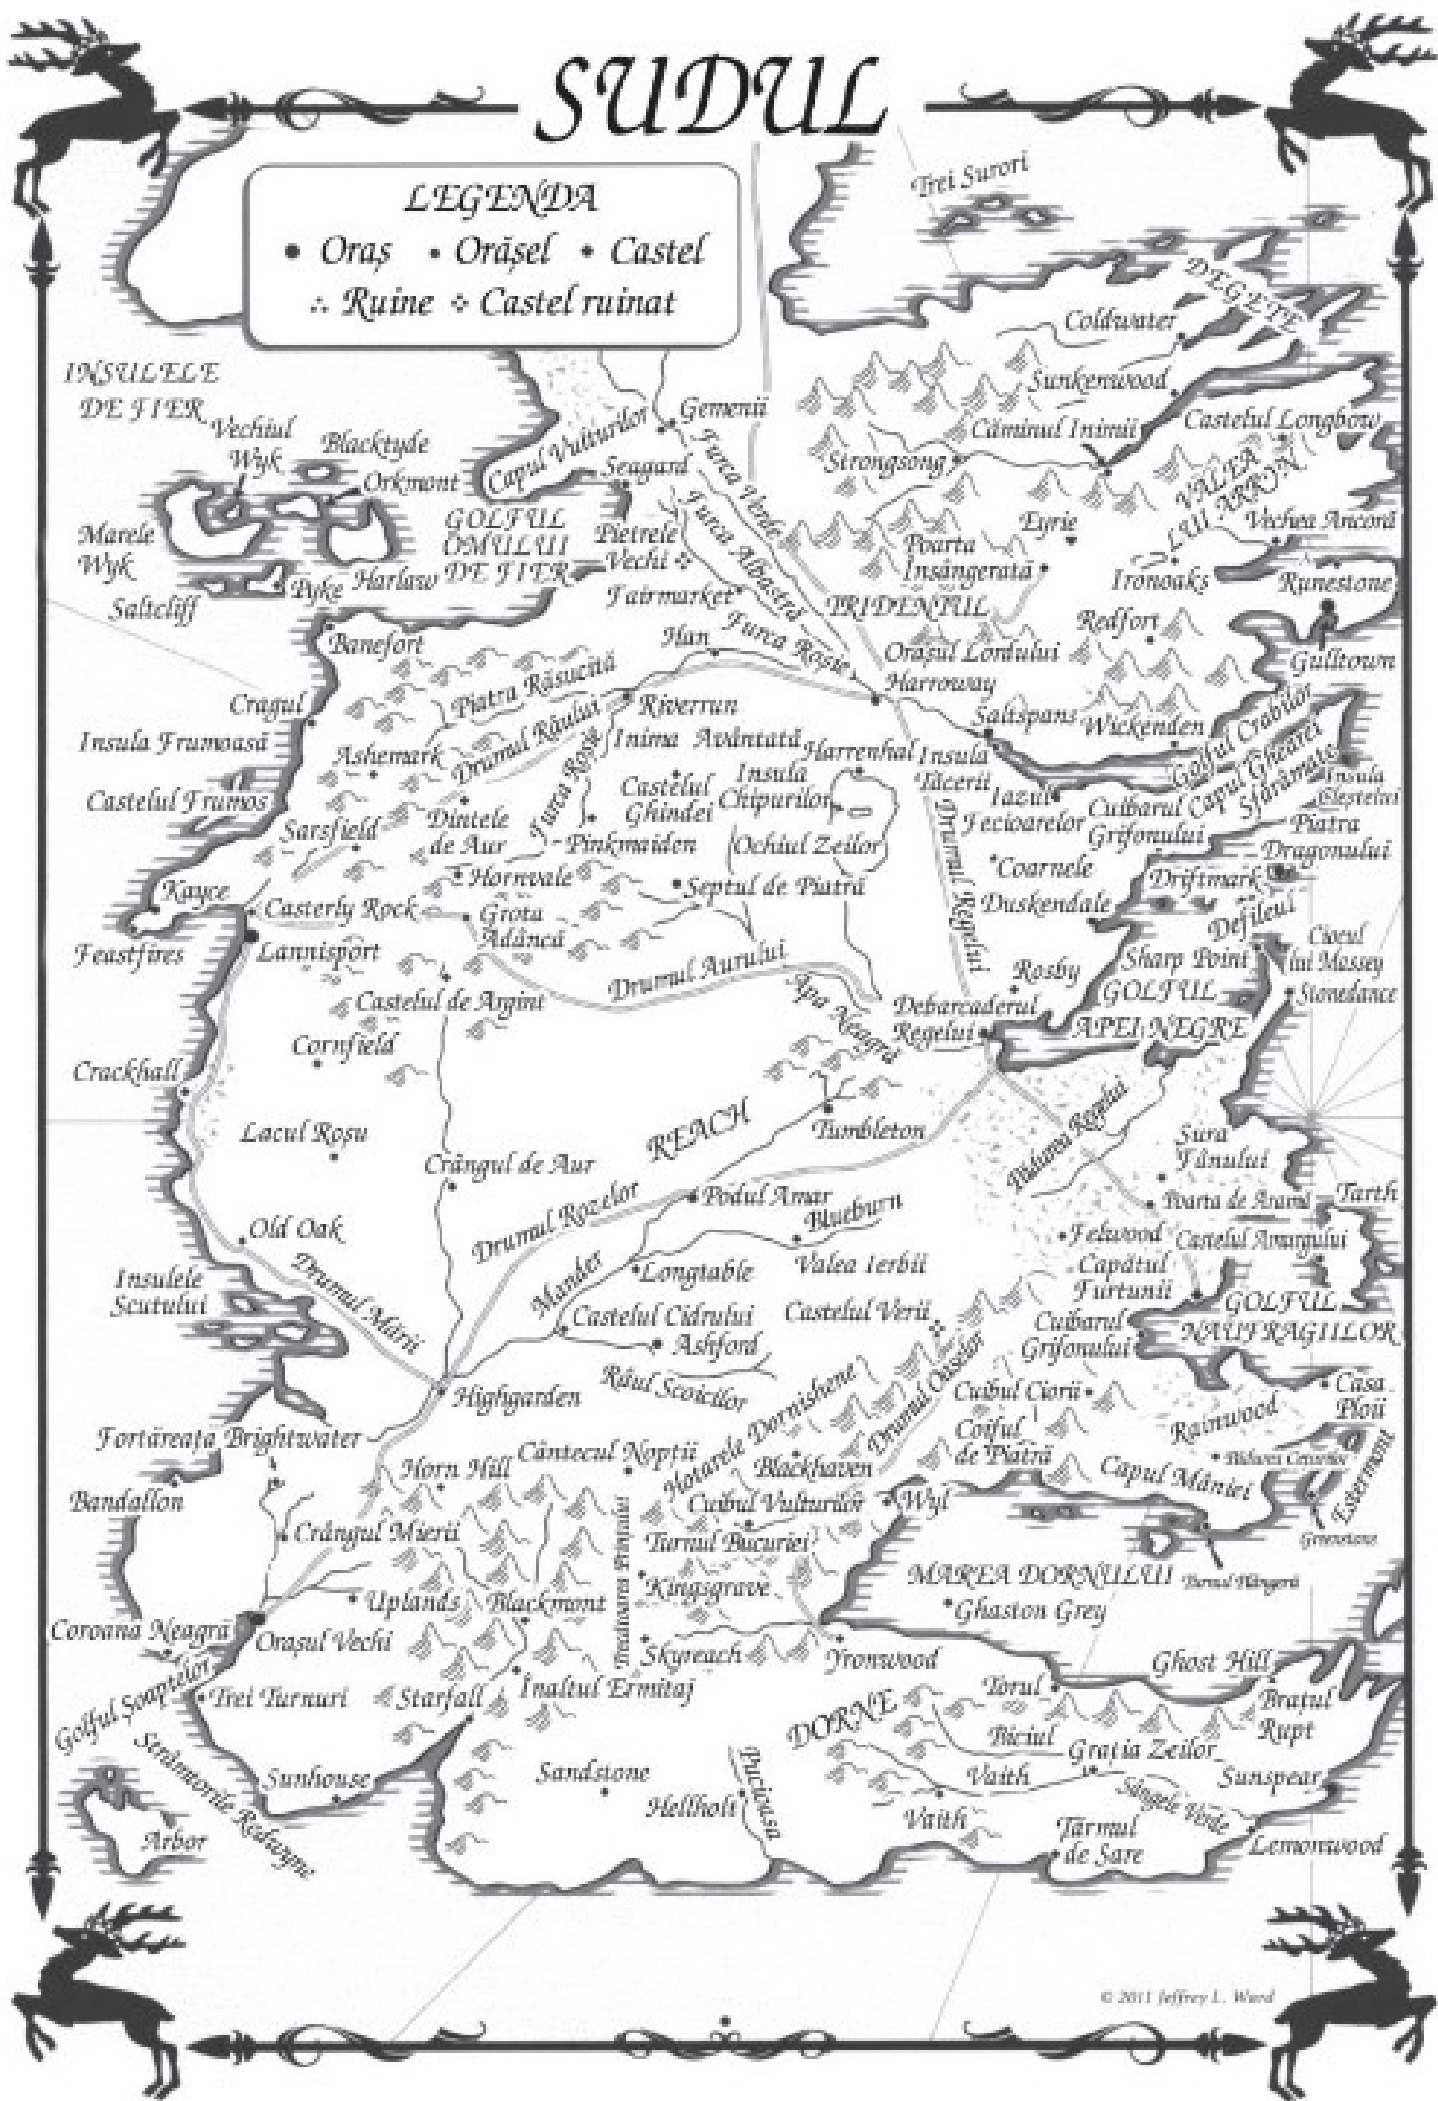 SUDUL
LEGENDA
Oraș
Orășel
Castel
Ruine
Castel ruinat
Trei Surori
DEGETE
Coldwater
INSULELE
DE FIER
Sunkenwood
Vechiul
Wyk
Blacktyde
Orkmont
Capul Vulturilor
Gemenii
Seagard
Furca Verde
Căminul Inimii
Castelul Longbow
Strongsong
VALEA
LUI ARRYN
Marele
Wyk
GOLFUL
OMULUI
DE FIER
Pietrele
Vechi
Furca Albastră
Eyrie
Vechea Ancoră
Poarta
Însângerată
Ironoaks
Runestone
Saltcliff
Pyke
Harlaw
Fairmarket
TRIDENTUL
Redfort
Banefort
Han
Furca Roșie
Orașul Lordului
Harroway
Gulltown
Piatra Răsucită
Cragul
Riverrun
Saltspans
Wickenden
Golful Crabilor
Insula Frumoasă
Ashemark
Drumul Râului
Inima Avântată
Harrenhal
Insula
Tăcerii
Capul Ghearei
Sfărâmate
Castelul Frumos
Furca Roșie
Castelul
Ghindei
Insula
Chipurilor
Iazul
Fecioarelor
Cuibarul
Grifonului
Insula
Cleștelui
Sarsfield
Dintele
de Aur
Pinkmaiden
Ochiul Zeilor
Drumul Regelui
Piatra
Dragonului
Kayce
Hornvale
Septul de Piatră
Coarnele
Driftmark
Casterly Rock
Grota
Adâncă
Duskendale
Defileul
Feastfires
Lannisport
Sharp Point
Ciocul
lui Massey
Castelul de Argint
Drumul Aurului
Apa Neagră
Rosby
Stonedance
Debarcaderul
Regelui
GOLFUL
APEI NEGRE
Cornfield
Crackhall
Lacul Roșu
REACH
Tumbleton
Pădurea Regelui
Șura
Fânului
Crângul de Aur
Podul Amar
Poarta de Aramă
Tarth
Old Oak
Drumul Rozelor
Blueburn
Felwood
Castelul Amurgului
Insulele
Scutului
Drumul Mării
Mander
Longtable
Valea Ierbii
Capătul
Furtunii
Castelul Cidrului
Castelul Verii
GOLFUL
NAUFRAGIILOR
Ashford
Cuibarul
Grifonului
Highgarden
Râul Scoicilor
Cuibul Ciorii
Casa
Ploii
Fortăreața Brightwater
Hotarele Dornishene
Drumul Oaselor
Coiful
de Piatră
Rainwood
Horn Hill
Cântecul Nopții
Blackhaven
Capul Mâniei
Estermont
Bandallon
Cuibul Vulturilor
Wyl
Crângul Mierii
Turnul Bucuriei
Greenstone
Kingsgrave
MAREA DORNULUI
Uplands
Blackmont
Ghaston Grey
Coroana Neagră
Orașul Vechi
Skyreach
Yronwood
Ghost Hill
Golful Șoaptelor
Trei Turnuri
Starfall
Înaltul Ermitaj
Torul
Brațul
Rupt
DORNE
Biciul
Grația Zeilor
Strâmtorile Redwyne
Sunhouse
Sandstone
Pucioasa
Vaith
Sunspear
Hellholt
Vaith
Sângele Verde
Arbor
Țărmul
de Sare
Lemonwood
© 2011 Jeffrey L. Ward